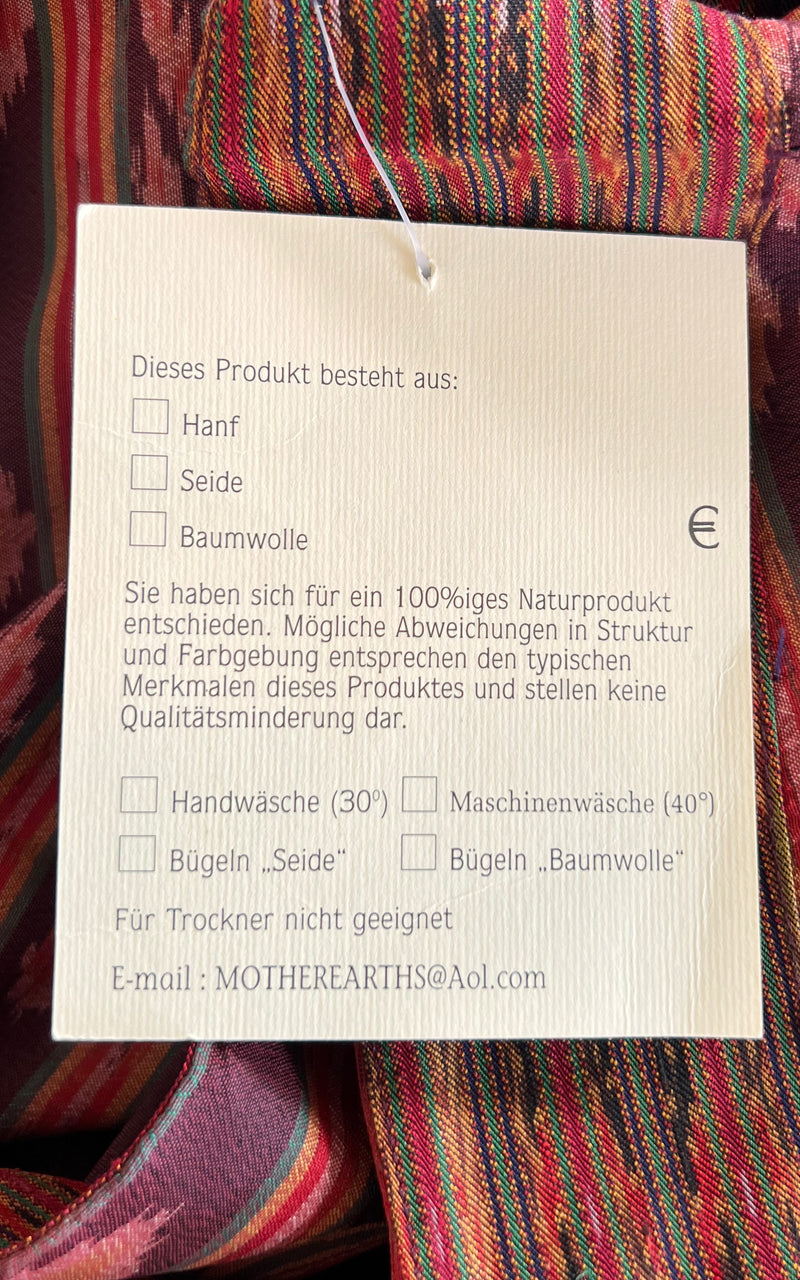 Dieses Produkt besteht aus:
Hanf
Seide
Baumwolle
€
Sie haben sich für ein 100%iges Naturprodukt
entschieden. Mögliche Abweichungen in Struktur
und Farbgebung entsprechen den typischen
Merkmalen dieses Produktes und stellen keine
Qualitätsminderung dar.
Handwäsche (30⁰) Maschinenwäsche (40°)
Bügeln „Seide“ Bügeln „Baumwolle“
Für Trockner nicht geeignet
E-mail : MOTHEREARTHS@Aol.com